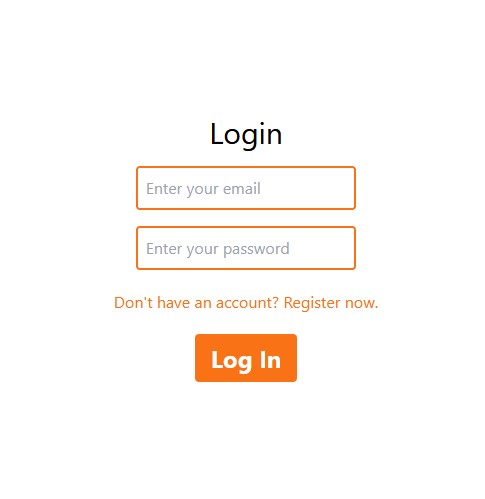 Login
Enter your email
Enter your password
Don't have an account? Register now.
Log In